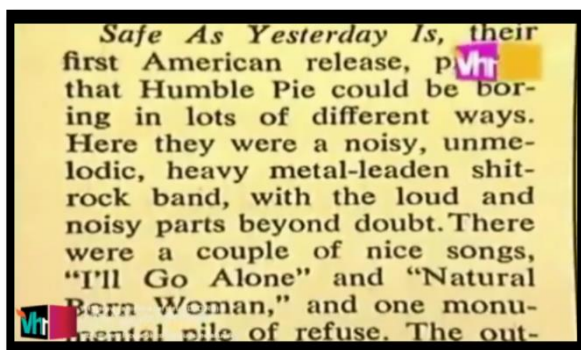 Safe As Yesterday Is, their
first American release, p
that Humble Pie could be bor-
ing in lots of different ways.
Here they were a noisy, unme-
lodic, heavy metal-leaden shit-
rock band, with the loud and
noisy parts beyond doubt. There
were a couple of nice songs,
"I'll Go Alone" and "Natural
Born Woman," and one monu-
mental pile of refuse. The out-
Vh1
Vh1